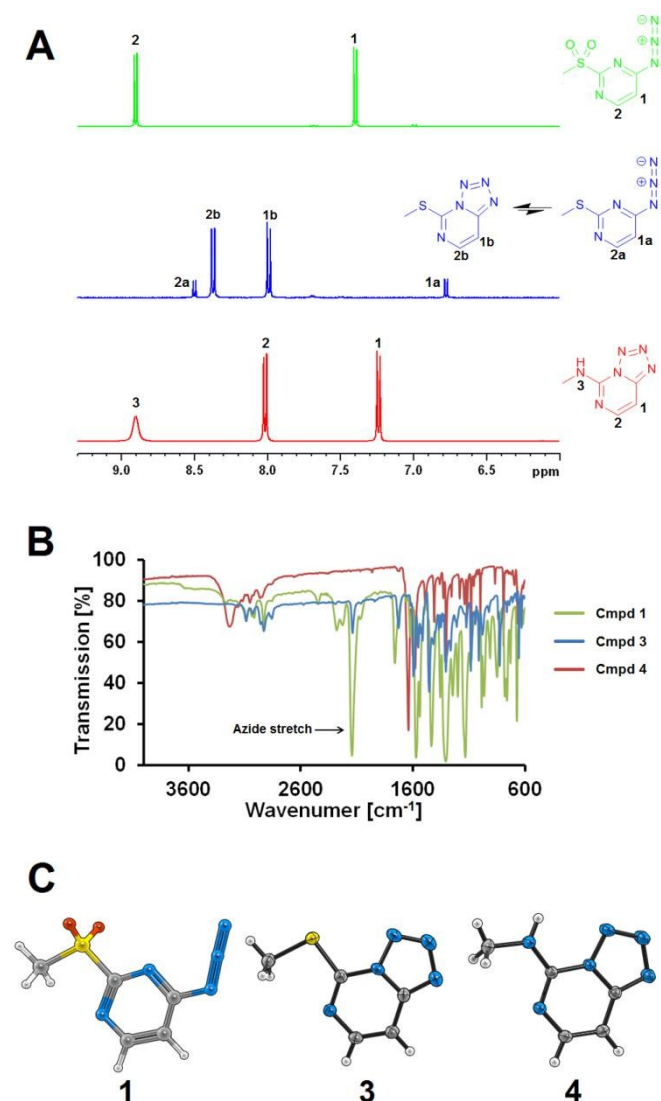 A
2
1
O O
S
N
N
N
N
N
⊖
⊕
2
1
2a
2b
1b
1a
S
N
N
N
N
N
2b
1b
S
N
N
N
N
N
⊖
⊕
2a
1a
3
2
1
H
N
3
N
N
N
N
N
2
1
9.0 8.5 8.0 7.5 7.0 6.5 ppm
B
Transmission [%]
100
80
60
40
20
0
Azide stretch
Cmpd 1
Cmpd 3
Cmpd 4
3600 2600 1600 600
Wavenumer [cm-1]
C
1 3 4